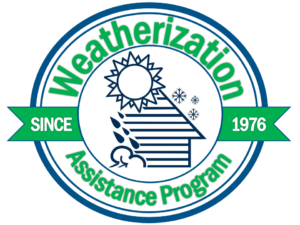 Weatherization
SINCE 1976
Assistance Program